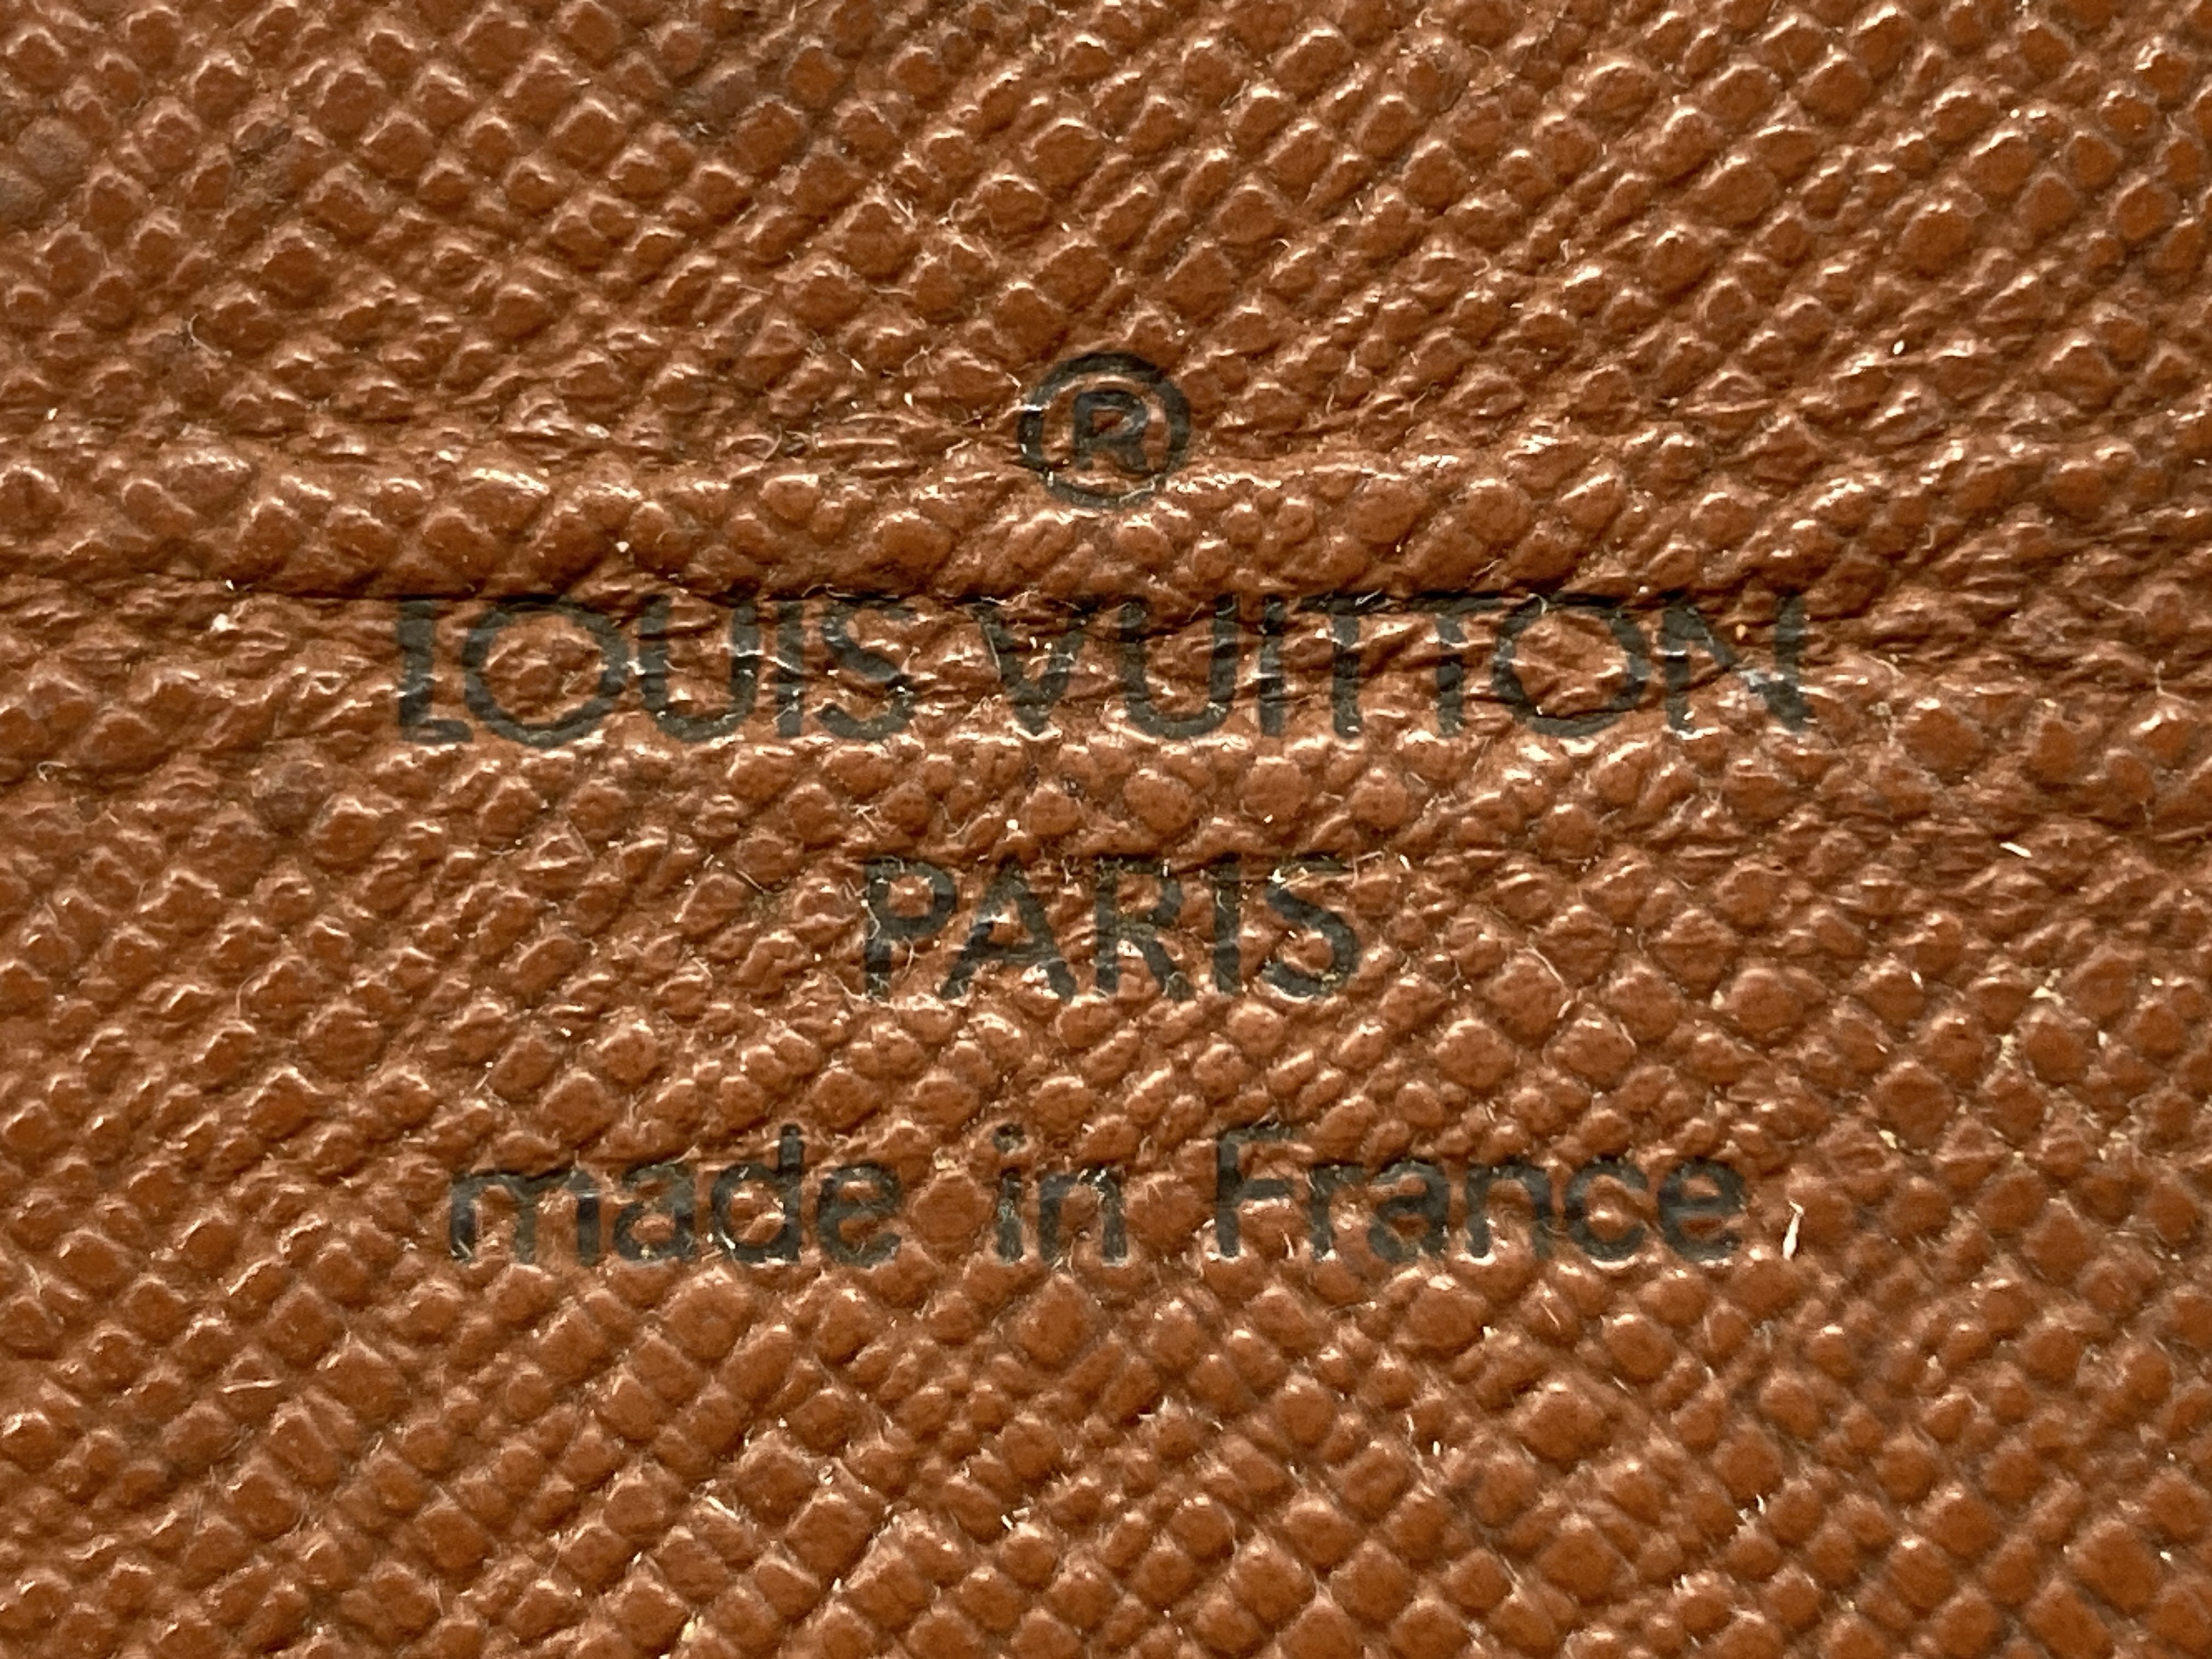 ®
LOUIS VUITTON
PARIS
made in France